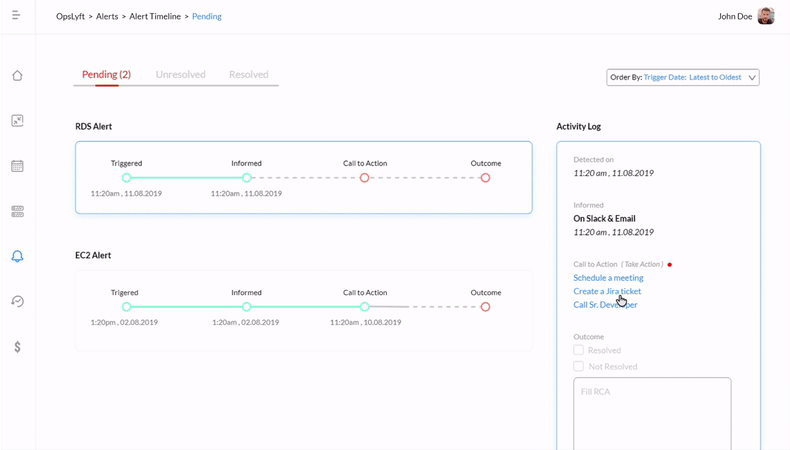 OpsLyft > Alerts > Alert Timeline > Pending
John Doe
Pending (2)
Unresolved
Resolved
Order By: Trigger Date: Latest to Oldest
RDS Alert
Triggered
Informed
Call to Action
Outcome
11:20am , 11.08.2019
11:20am , 11.08.2019
EC2 Alert
Trigered
Informed
Call to Action
Outcome
1:20pm , 02.08.2019
1:20am , 02.08.2019
11:20am , 10.08.2019
Activity Log
Detected on
11:20 am , 11.08.2019
Informed
On Slack & Email
11:20 am , 11.08.2019
Call to Action ( Take Action )
Schedule a meeting
Create a Jira ticket
Call Sr. Developer
Outcome
Resolved
Not Resolved
Fill RCA
$